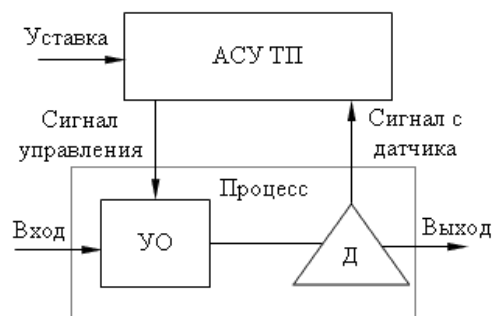 Уставка
АСУ ТП
Сигнал
управления
Сигнал с
датчика
Процесс
Вход
УО
Д
Выход